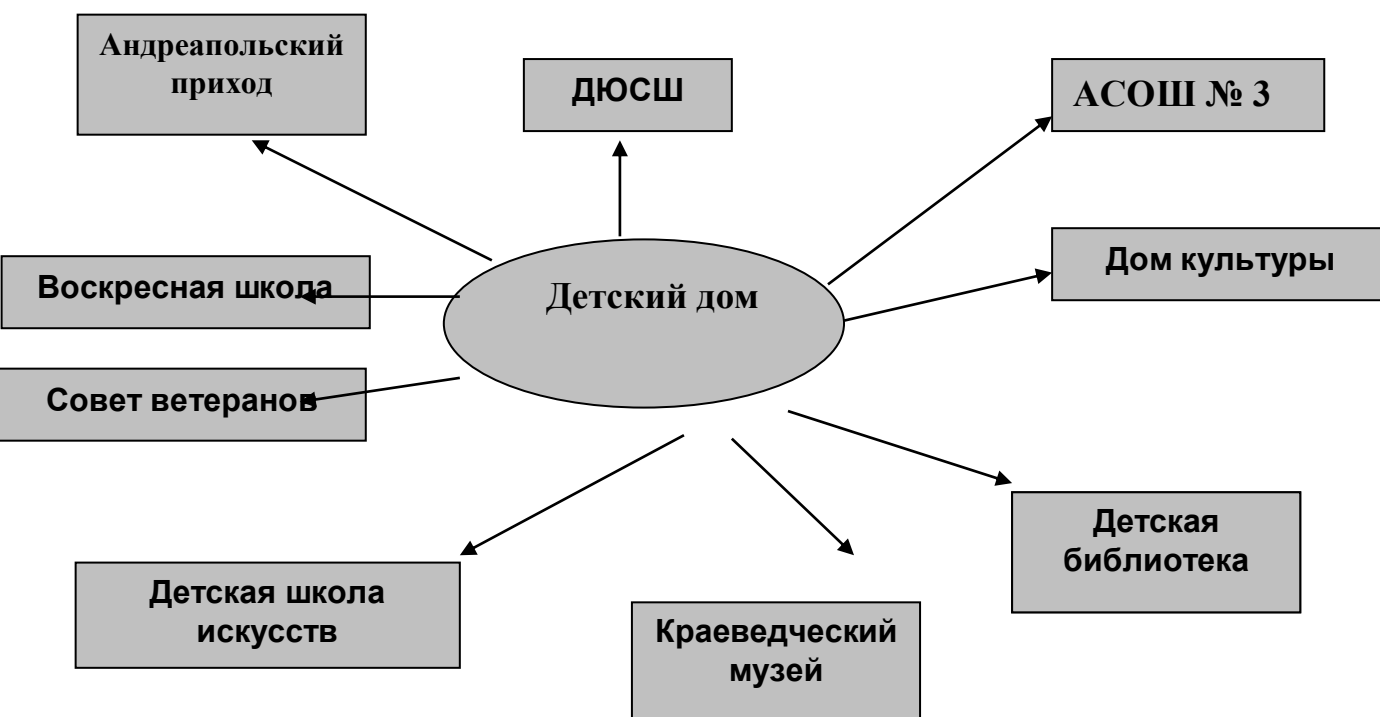 Андреапольский
приход
ДЮСШ
АСОШ № 3
Воскресная школа
Детский дом
Дом культуры
Совет ветеранов
Детская
библиотека
Детская школа
искусств
Краеведческий
музей